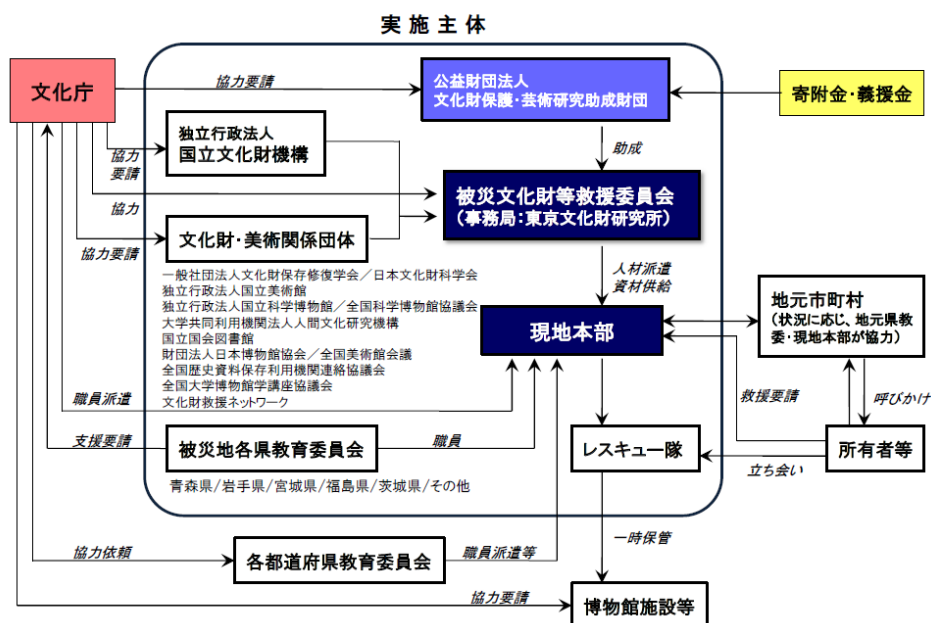 実施主体
文化庁
協力要請
公益財団法人
文化財保護・芸術研究助成財団
寄附金・義援金
独立行政法人
国立文化財機構
協力
要請
助成
被災文化財等救援委員会
（事務局：東京文化財研究所）
協力
文化財・美術関係団体
協力要請
一般社団法人文化財保存修復学会／日本文化財科学会
独立行政法人国立美術館
独立行政法人国立科学博物館／全国科学博物館協議会
大学共同利用機関法人人間文化研究機構
国立国会図書館
財団法人日本博物館協会／全国美術館会議
全国歴史資料保存利用機関連絡協議会
全国大学博物館学講座協議会
文化財救援ネットワーク
人材派遣
資材供給
現地本部
地元市町村
（状況に応じ、地元県教
委・現地本部が協力）
職員派遣
救援要請
呼びかけ
支援要請
被災地各県教育委員会
職員
レスキュー隊
所有者等
立ち会い
青森県/岩手県/宮城県/福島県/茨城県/その他
一時保管
協力依頼
各都道府県教育委員会
職員派遣等
協力要請
博物館施設等